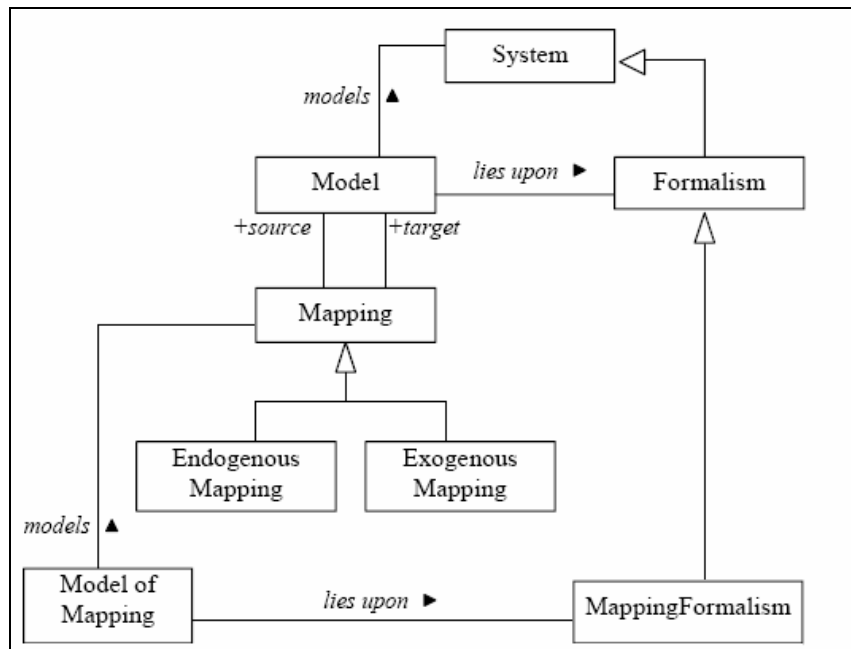 System
models ▲
Model
lies upon ►
Formalism
+source
+target
Mapping
Endogenous
Mapping
Exogenous
Mapping
models ▲
Model of
Mapping
lies upon ►
MappingFormalism